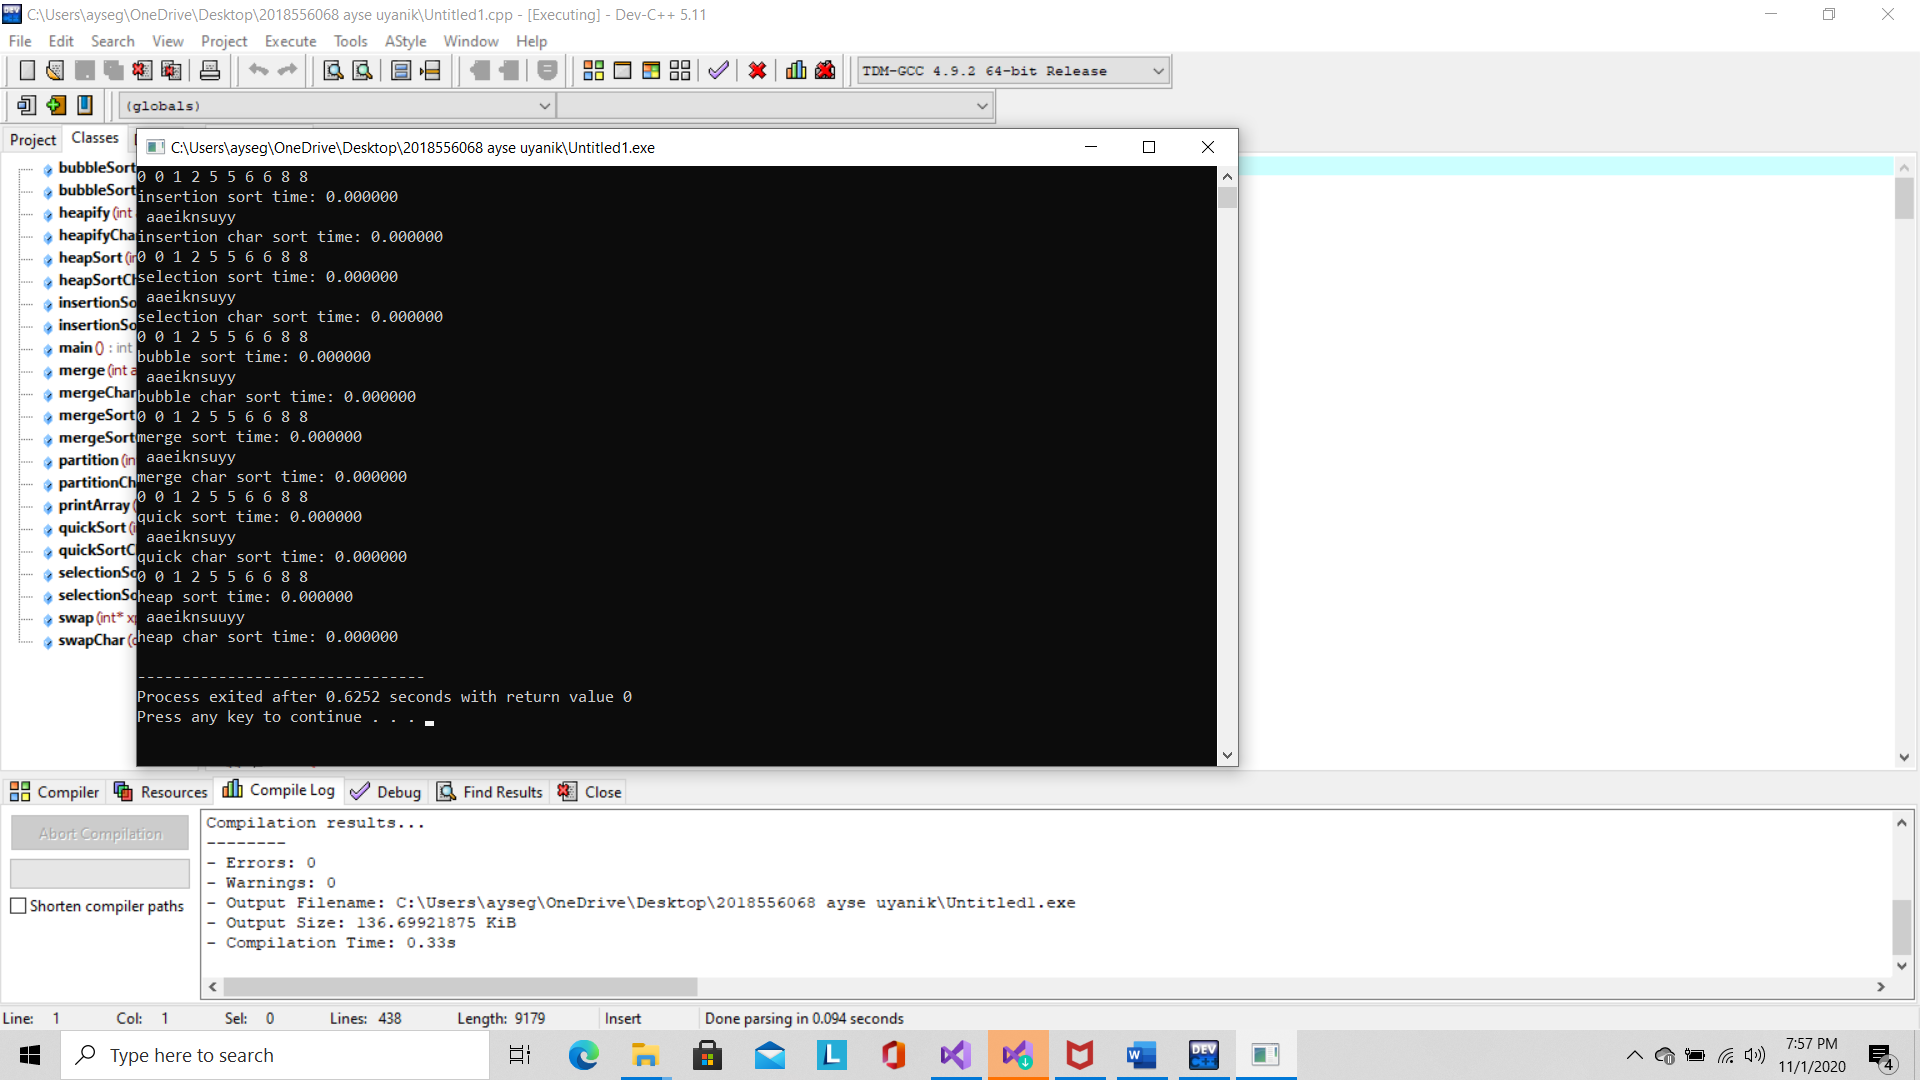 C:\Users\ayseg\OneDrive\Desktop\2018556068 ayse uyanik\Untitled1.cpp - [Executing] - Dev-C++ 5.11
File Edit Search View Project Execute Tools AStyle Window Help
TDM-GCC 4.9.2 64-bit Release
(globals)
Project Classes
C:\Users\ayseg\OneDrive\Desktop\2018556068 ayse uyanik\Untitled1.exe
bubbleSort
bubbleSort
heapify (int
heapifyCha
heapSort (in
heapSortCh
insertionSo
insertionSo
main () : int
merge (int a
mergeChar
mergeSort
mergeSort
partition (in
partitionCh
printArray (
quickSort (i
quickSortC
selectionSo
selectionSo
swap (int* xp
swapChar (c
0 0 1 2 5 5 6 6 8 8
insertion sort time: 0.000000
aaeiknsuyy
insertion char sort time: 0.000000
0 0 1 2 5 5 6 6 8 8
selection sort time: 0.000000
aaeiknsuyy
selection char sort time: 0.000000
0 0 1 2 5 5 6 6 8 8
bubble sort time: 0.000000
aaeiknsuyy
bubble char sort time: 0.000000
0 0 1 2 5 5 6 6 8 8
merge sort time: 0.000000
aaeiknsuyy
merge char sort time: 0.000000
0 0 1 2 5 5 6 6 8 8
quick sort time: 0.000000
aaeiknsuyy
quick char sort time: 0.000000
0 0 1 2 5 5 6 6 8 8
heap sort time: 0.000000
aaeiknsuuyy
heap char sort time: 0.000000
--------------------------------
Process exited after 0.6252 seconds with return value 0
Press any key to continue . . .
Compiler Resources Compile Log Debug Find Results Close
Abort Compilation
Shorten compiler paths
Compilation results...
--------
- Errors: 0
- Warnings: 0
- Output Filename: C:\Users\ayseg\OneDrive\Desktop\2018556068 ayse uyanik\Untitled1.exe
- Output Size: 136.69921875 KiB
- Compilation Time: 0.33s
Line: 1 Col: 1 Sel: 0 Lines: 438 Length: 9179 Insert Done parsing in 0.094 seconds
Type here to search
L
W
DEV C++
7:57 PM
11/1/2020
4